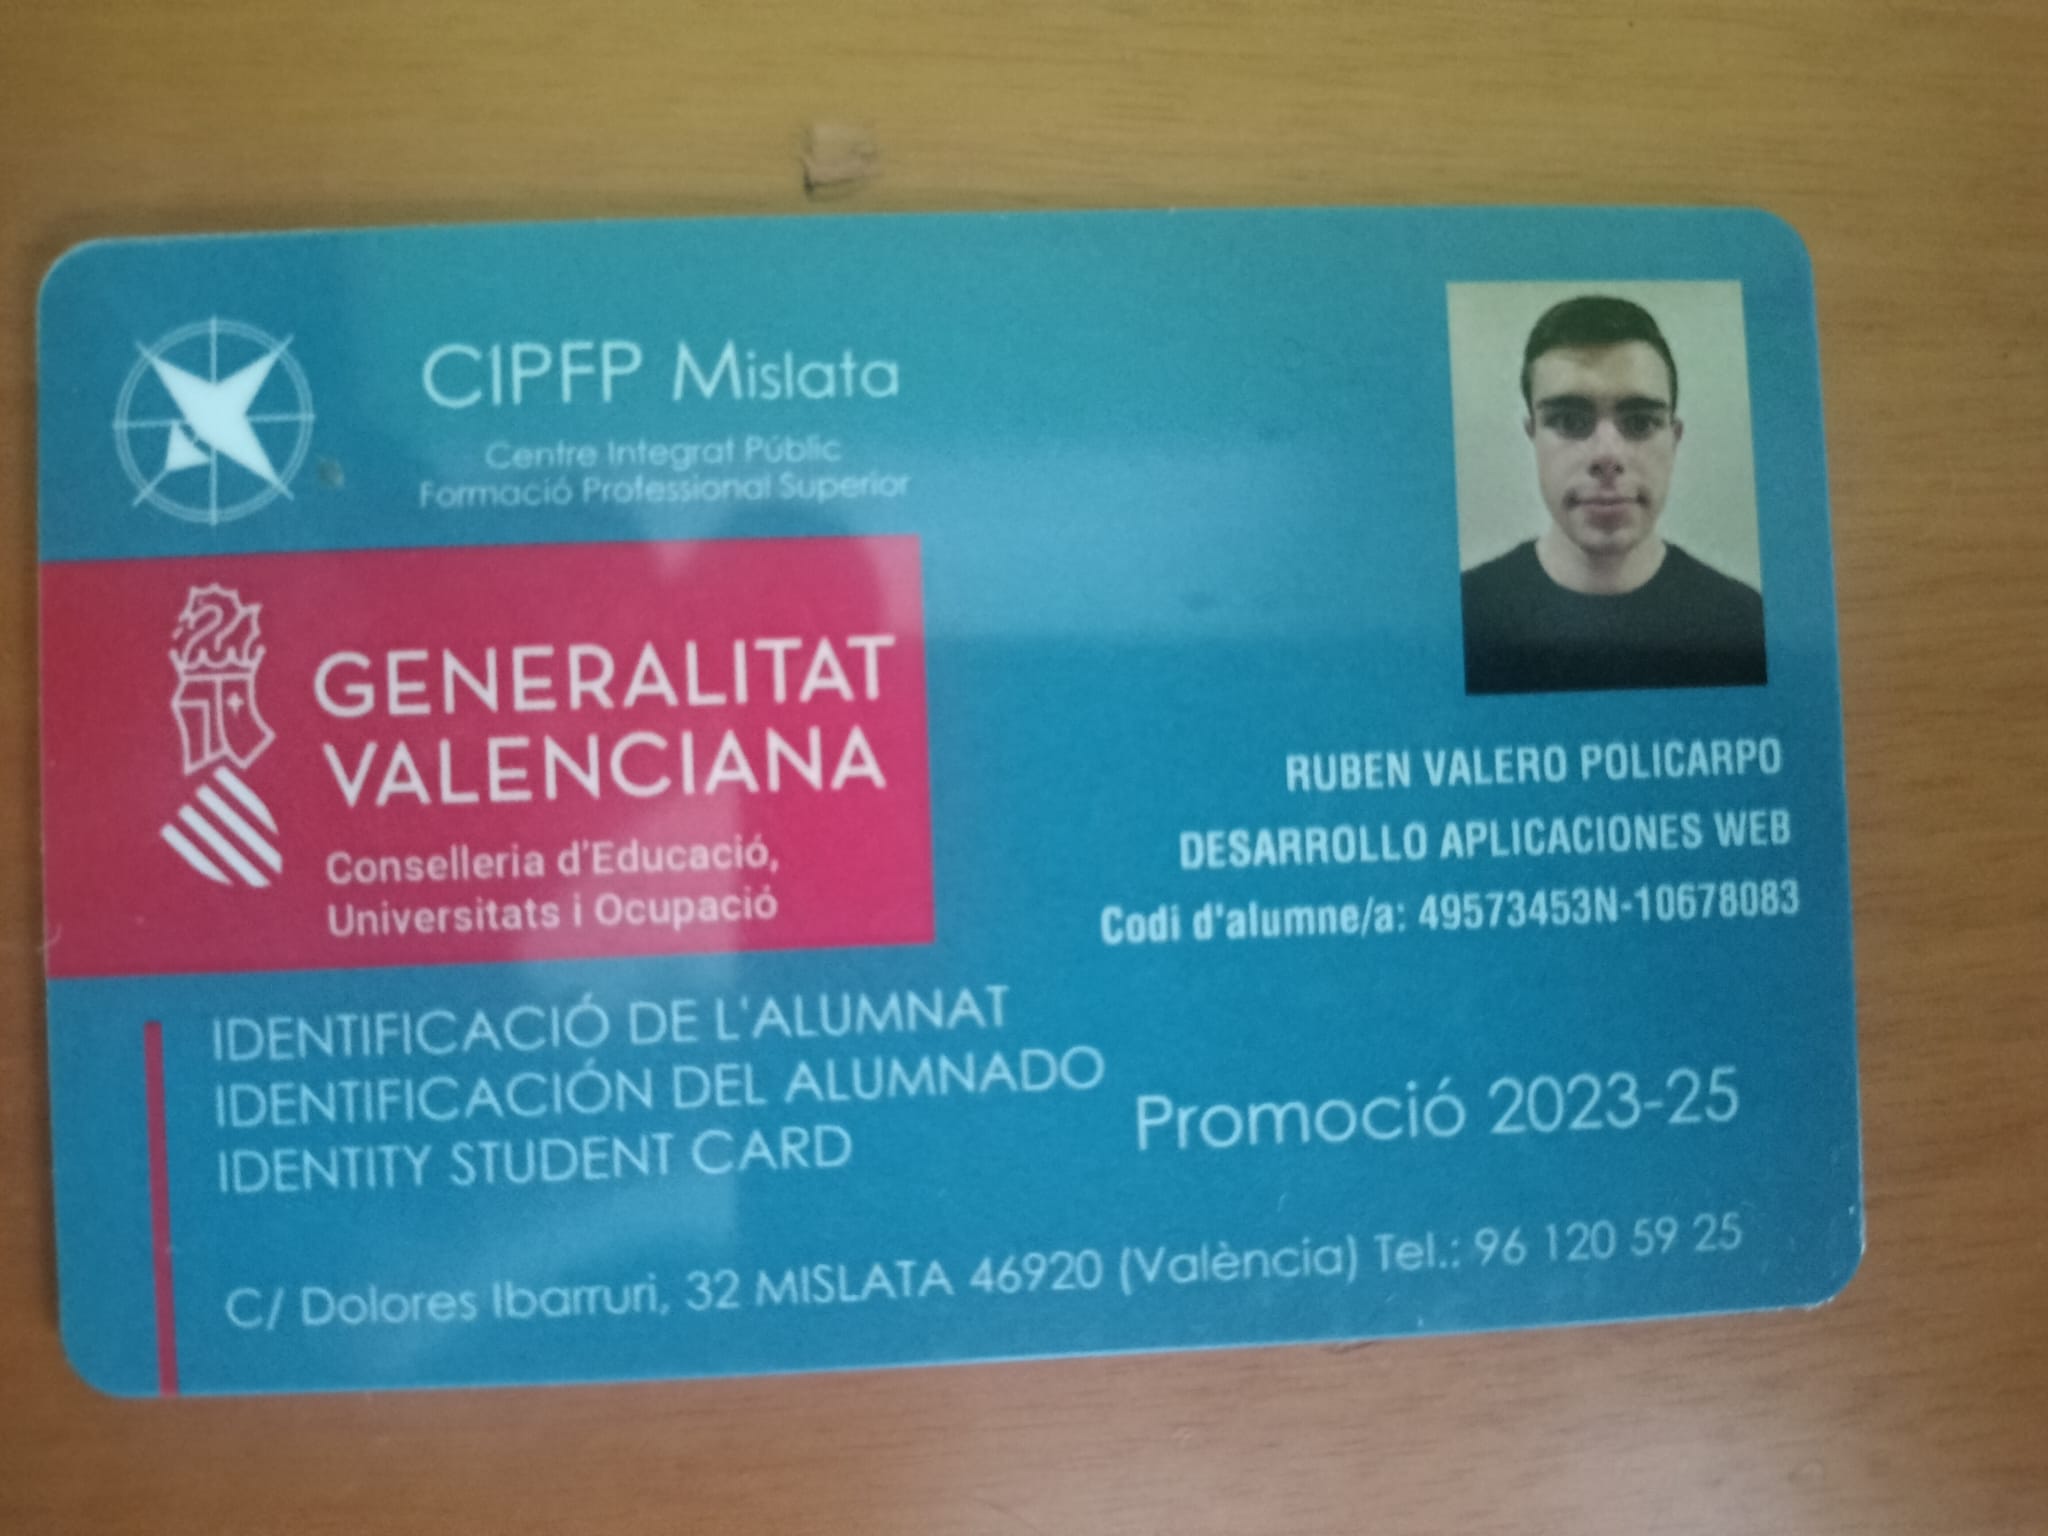 CIPFP Mislata
Centre Integrat Públic
Formació Professional Superior
GENERALITAT
VALENCIANA
Conselleria d'Educació,
Universitats i Ocupació
RUBEN VALERO POLICARPO
DESARROLLO APLICACIONES WEB
Codi d'alumne/a: 49573453N-10678083
IDENTIFICACIÓ DE L'ALUMNAT
IDENTIFICACIÓN DEL ALUMNADO
IDENTITY STUDENT CARD
Promoció 2023-25
C/ Dolores Ibarruri, 32 MISLATA 46920 (València) Tel.: 96 120 59 25